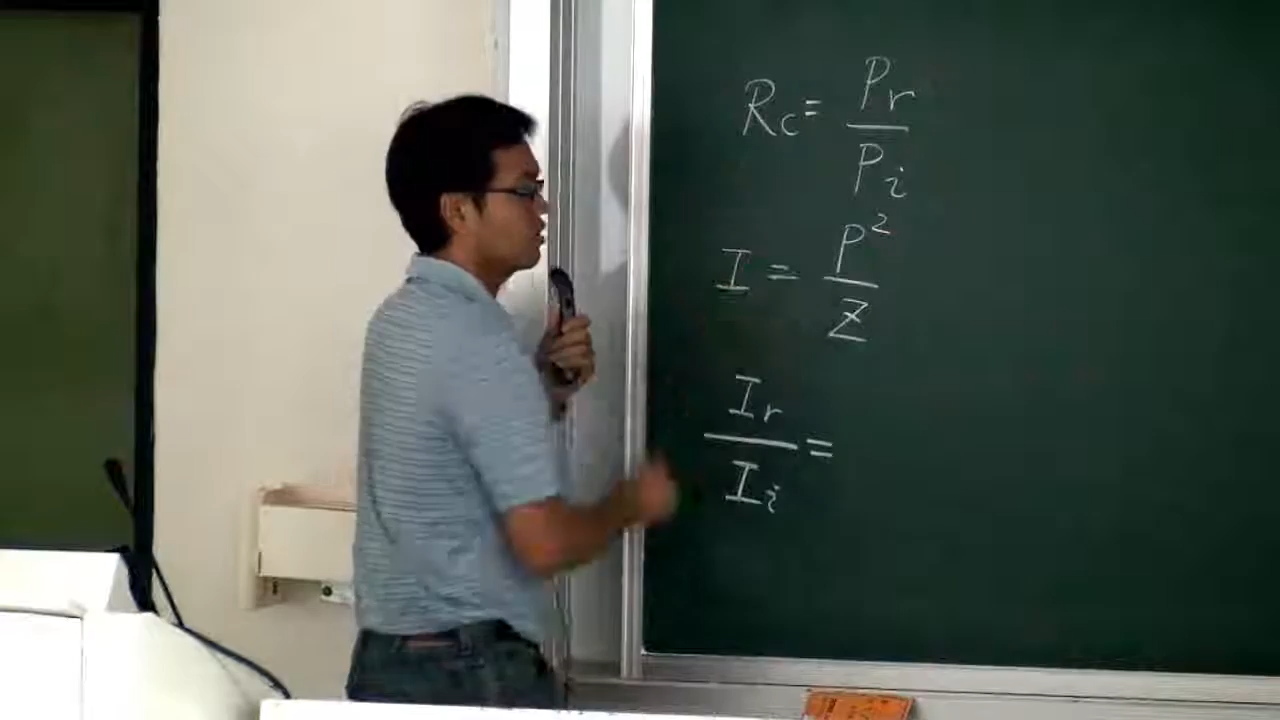 Rc = Pr / Pi
I = P² / Z
Ir / Ii =